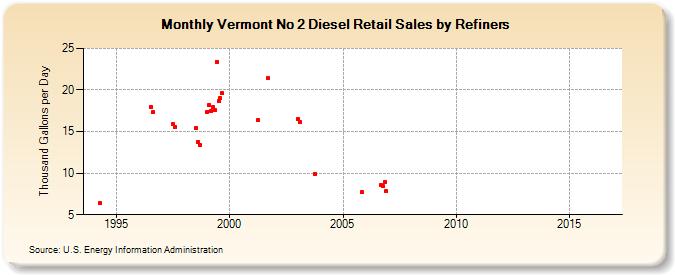 Monthly Vermont No 2 Diesel Retail Sales by Refiners
Thousand Gallons per Day
25
20
15
10
5
1995 2000 2005 2010 2015
Source: U.S. Energy Information Administration